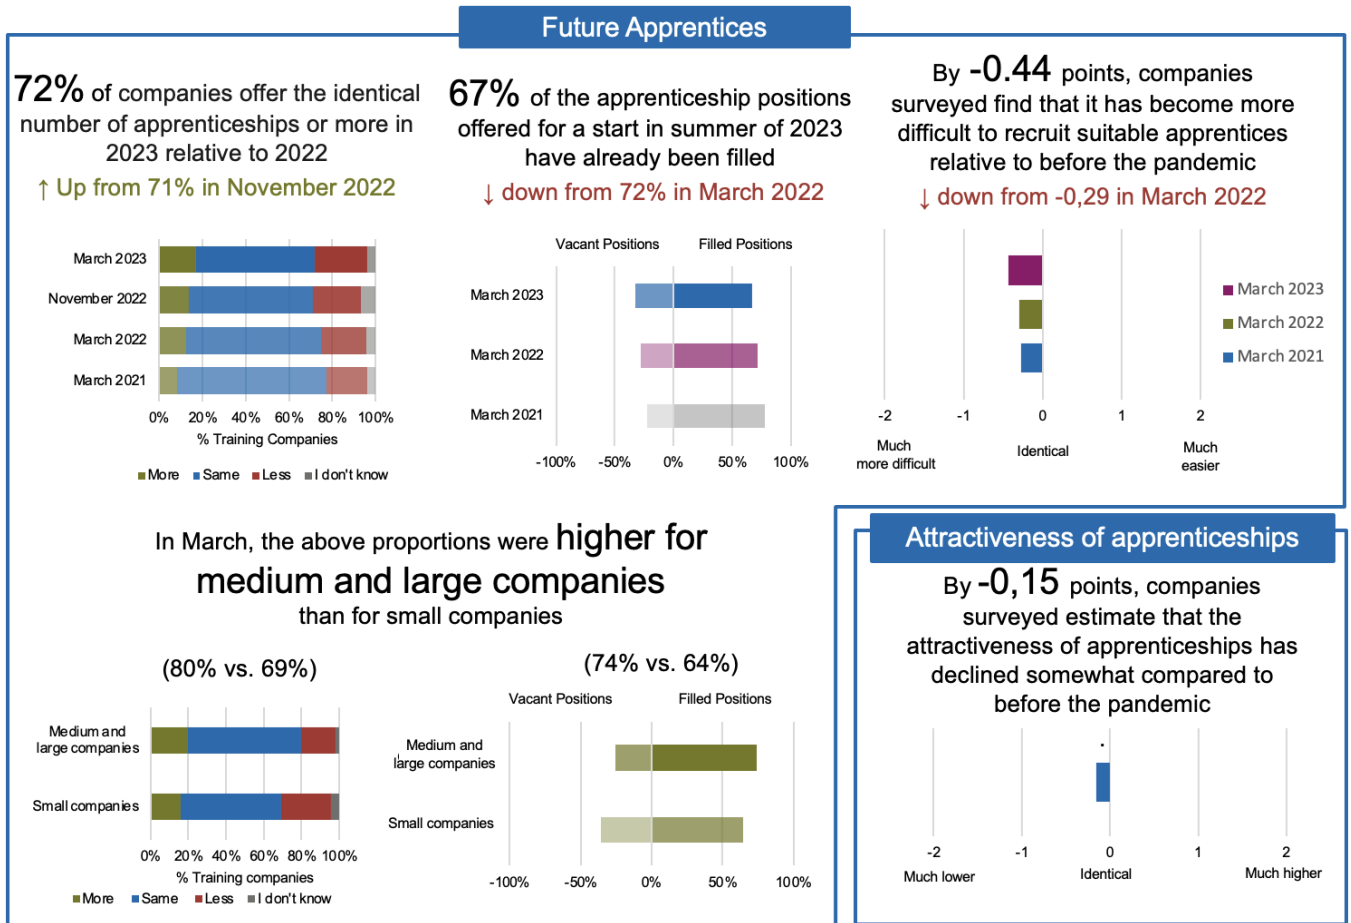 Future Apprentices
72% of companies offer the identical
number of apprenticeships or more in
2023 relative to 2022
↑ Up from 71% in November 2022
March 2023
November 2022
March 2022
March 2021
0% 20% 40% 60% 80% 100%
% Training Companies
More Same Less I don't know
67% of the apprenticeship positions
offered for a start in summer of 2023
have already been filled
↓ down from 72% in March 2022
Vacant Positions Filled Positions
March 2023
March 2022
March 2021
-100% -50% 0% 50% 100%
By -0.44 points, companies
surveyed find that it has become more
difficult to recruit suitable apprentices
relative to before the pandemic
↓ down from -0,29 in March 2022
March 2023
March 2022
March 2021
-2 -1 0 1 2
Much
more difficult
Identical
Much
easier
In March, the above proportions were higher for
medium and large companies
than for small companies
(80% vs. 69%)
Medium and
large companies
Small companies
0% 20% 40% 60% 80% 100%
% Training companies
More Same Less I don't know
(74% vs. 64%)
Vacant Positions Filled Positions
Medium and
large companies
Small companies
-100% -50% 0% 50% 100%
Attractiveness of apprenticeships
By -0,15 points, companies
surveyed estimate that the
attractiveness of apprenticeships has
declined somewhat compared to
before the pandemic
-2 -1 0 1 2
Much lower Identical Much higher